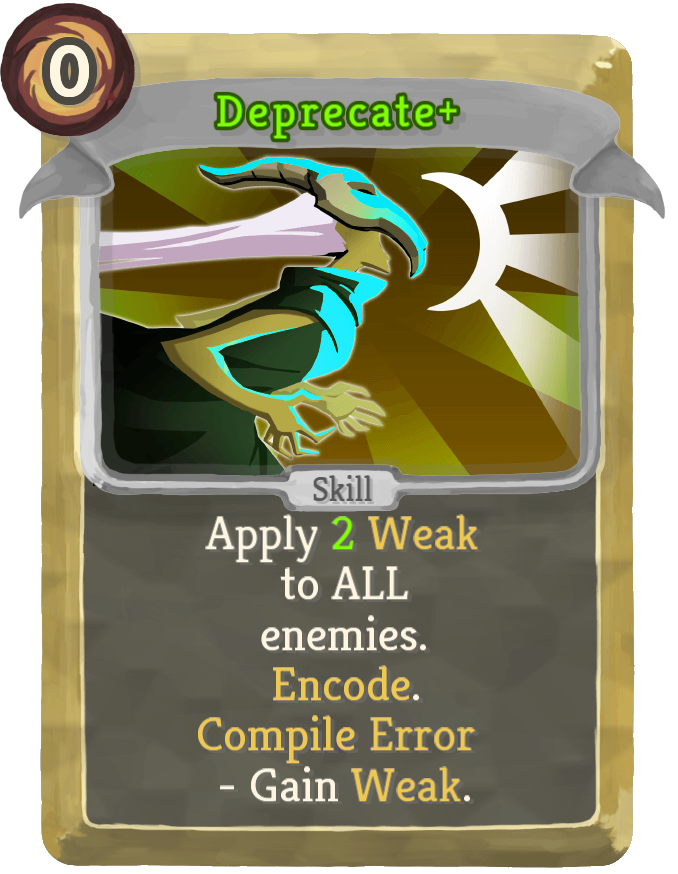 0
Deprecate+
Skill
Apply 2 Weak
to ALL
enemies.
Encode.
Compile Error
- Gain Weak.